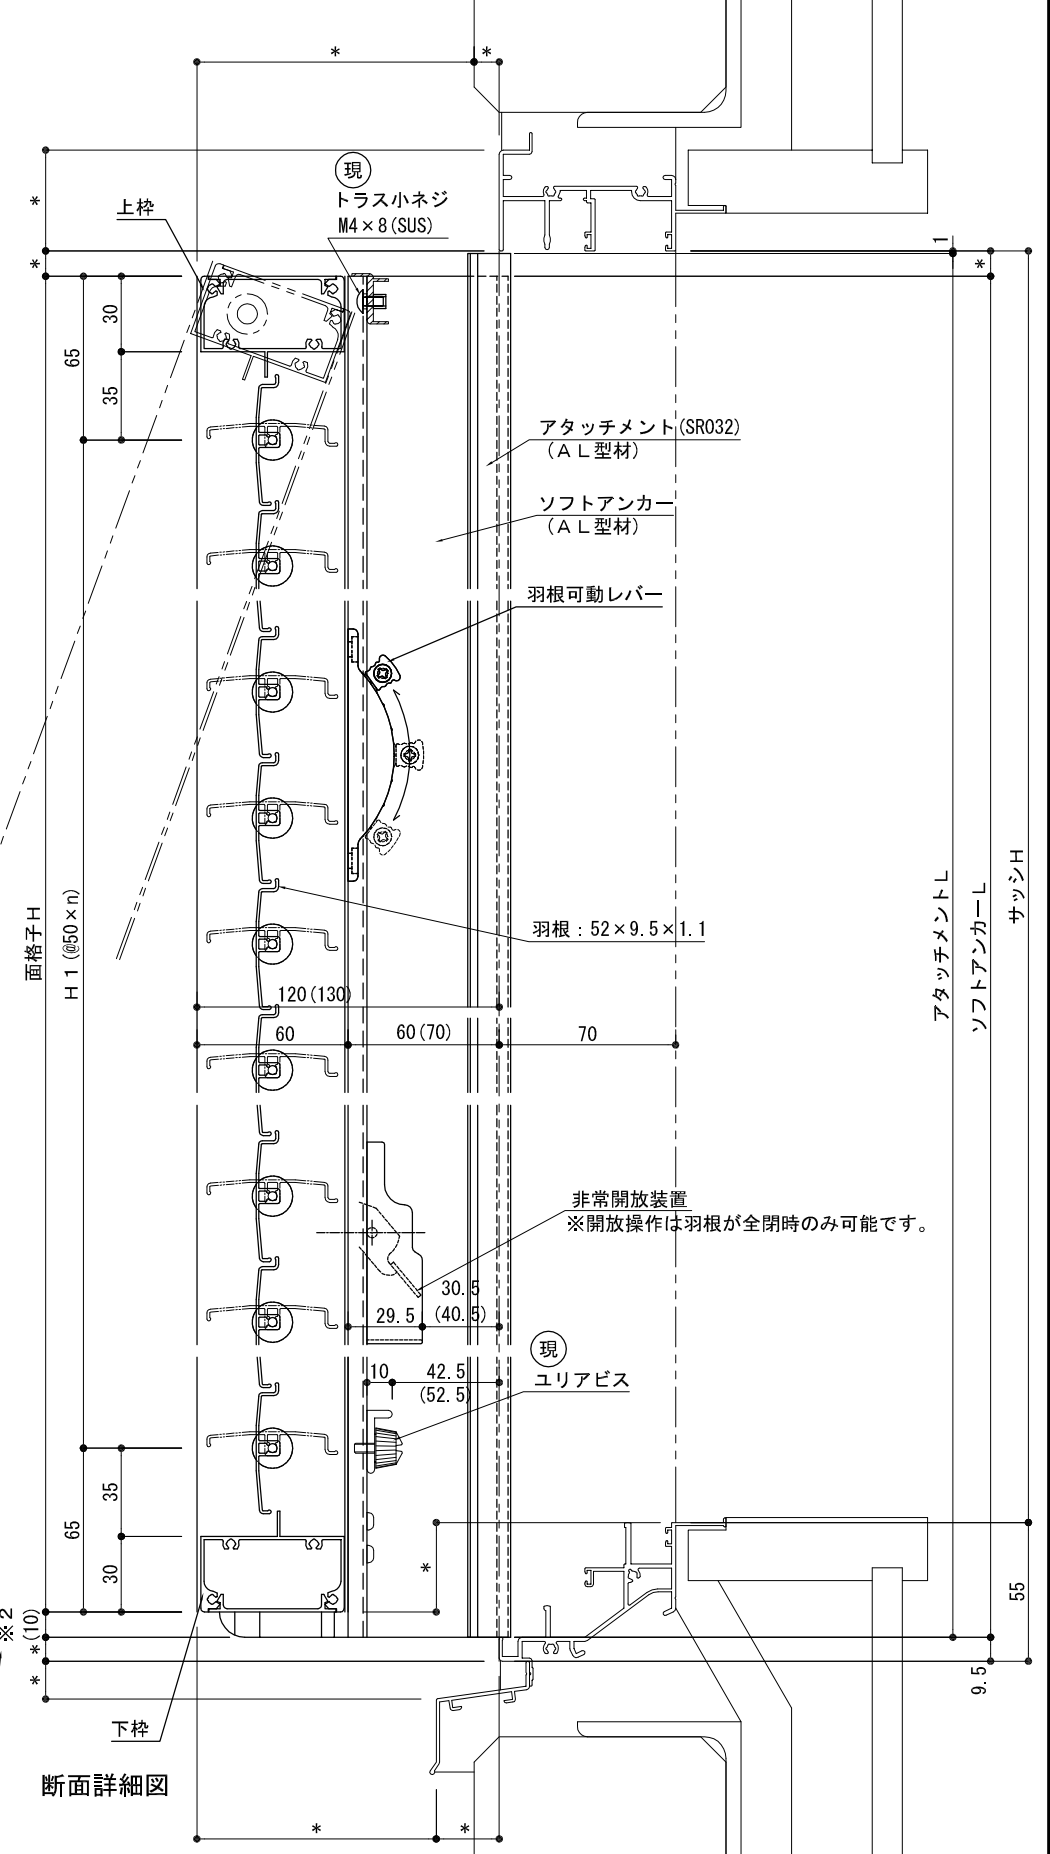 *
*
現
トラス小ネジ
M4×8(SUS)
上枠
*
*
1
*
30
65
35
アタッチメント(SR032)
(AL型材)
ソフトアンカー
(AL型材)
羽根可動レバー
面格子H
H1(@50×n)
羽根：52×9.5×1.1
アタッチメントL
ソフトアンカーL
サッシH
120(130)
60
60(70)
70
非常開放装置
※開放操作は羽根が全閉時のみ可能です。
30.5
29.5
(40.5)
現
ユリアビス
10
42.5
(52.5)
35
65
30
*
55
※2
(10)
*
*
9.5
下枠
断面詳細図
*
*